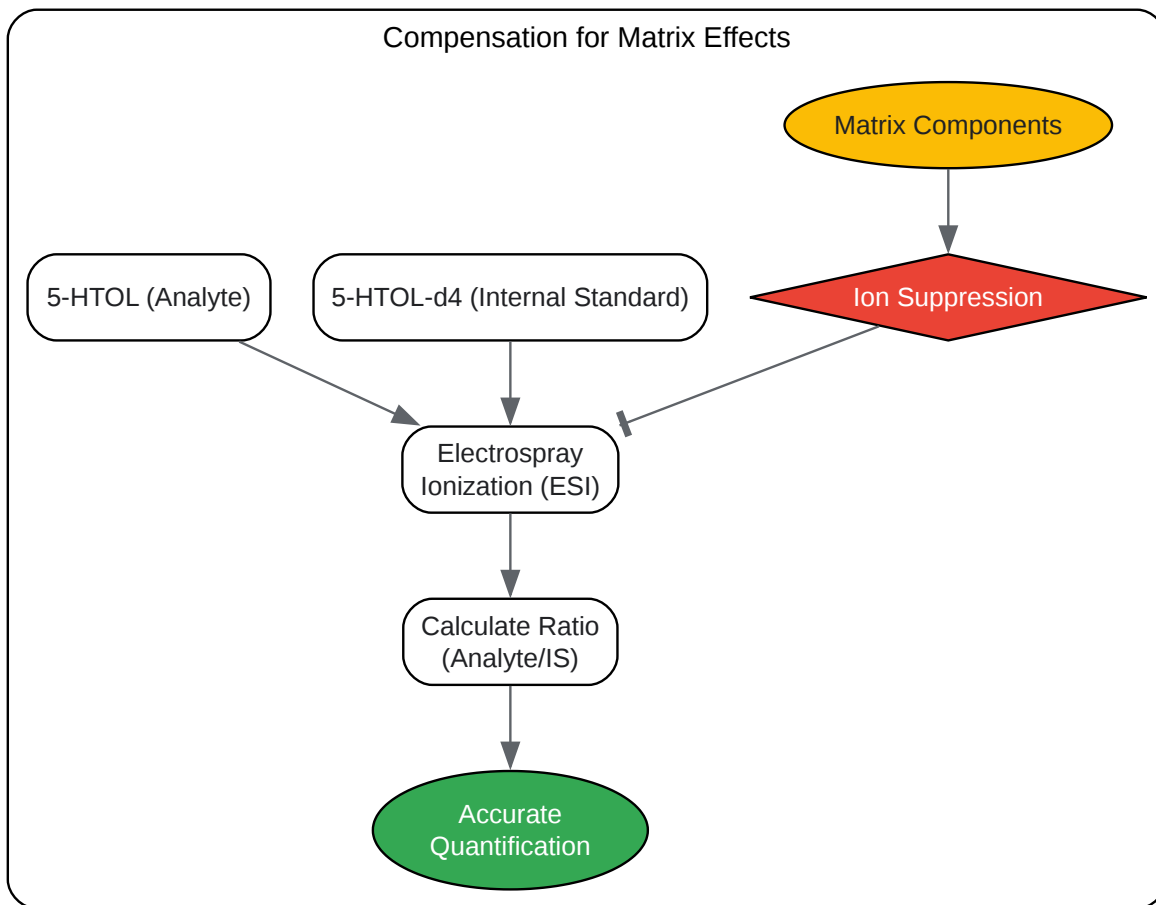 Compensation for Matrix Effects
Matrix Components
5-HTOL (Analyte)
5-HTOL-d4 (Internal Standard)
Ion Suppression
Electrospray
Ionization (ESI)
Calculate Ratio
(Analyte/IS)
Accurate
Quantification